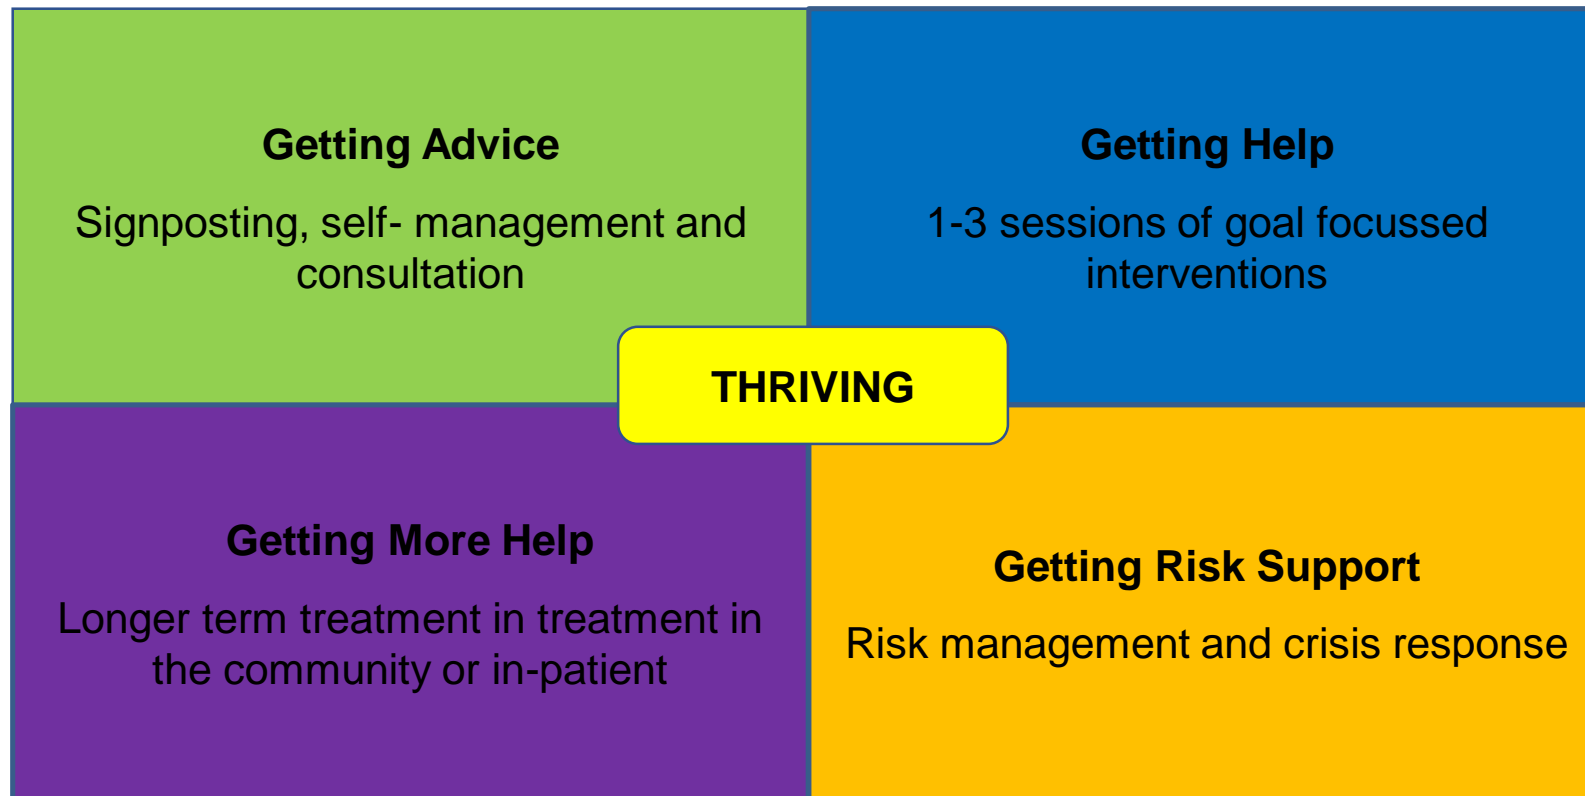 Getting Advice
Signposting, self- management and
consultation
Getting Help
1-3 sessions of goal focussed
interventions
THRIVING
Getting More Help
Longer term treatment in treatment in
the community or in-patient
Getting Risk Support
Risk management and crisis response